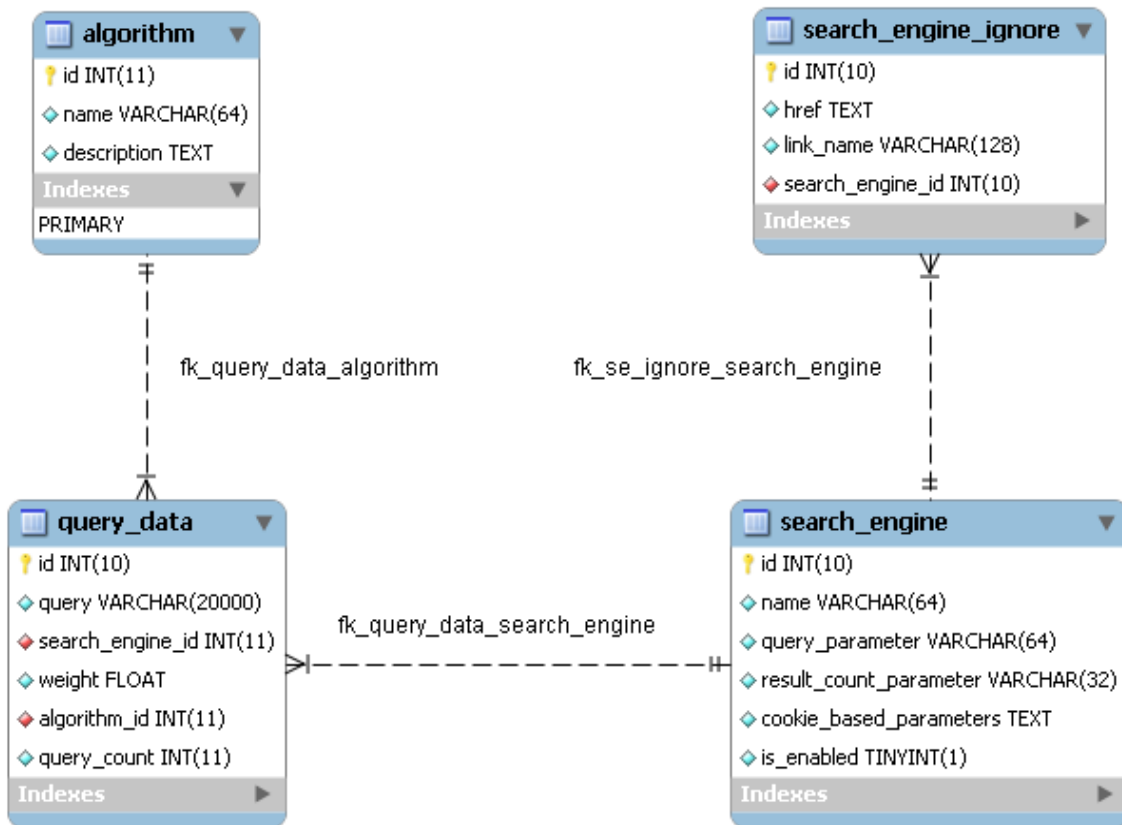 algorithm
id INT(11)
name VARCHAR(64)
description TEXT
Indexes
PRIMARY
search_engine_ignore
id INT(10)
href TEXT
link_name VARCHAR(128)
search_engine_id INT(10)
Indexes
fk_query_data_algorithm
fk_se_ignore_search_engine
query_data
id INT(10)
query VARCHAR(20000)
search_engine_id INT(11)
weight FLOAT
algorithm_id INT(11)
query_count INT(11)
Indexes
fk_query_data_search_engine
search_engine
id INT(10)
name VARCHAR(64)
query_parameter VARCHAR(64)
result_count_parameter VARCHAR(32)
cookie_based_parameters TEXT
is_enabled TINYINT(1)
Indexes